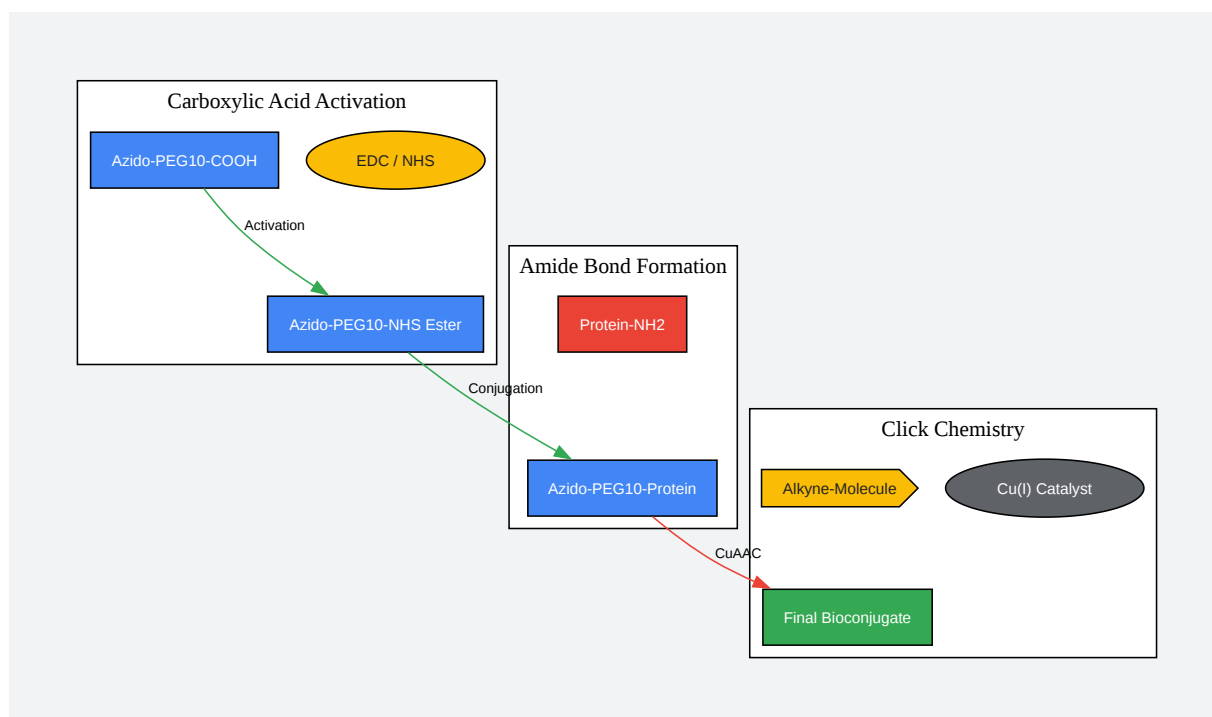 Carboxylic Acid Activation
Azido-PEG10-COOH
EDC / NHS
Activation
Azido-PEG10-NHS Ester
Amide Bond Formation
Protein-NH2
Conjugation
Azido-PEG10-Protein
Click Chemistry
Alkyne-Molecule
Cu(I) Catalyst
CuAAC
Final Bioconjugate